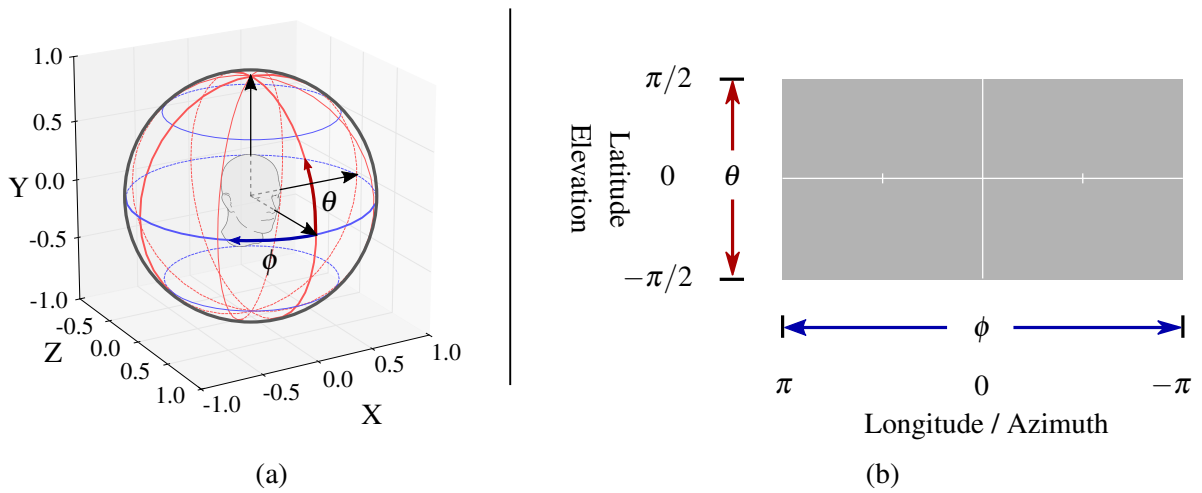 1.0
0.5
0.0
-0.5
-1.0
Y
θ
ϕ
-0.5
0.0
0.5
1.0
Z
-1.0
-0.5
0.0
0.5
1.0
X
(a)
π/2
0
−π/2
Latitude
Elevation
θ
ϕ
π 0 −π
Longitude / Azimuth
(b)